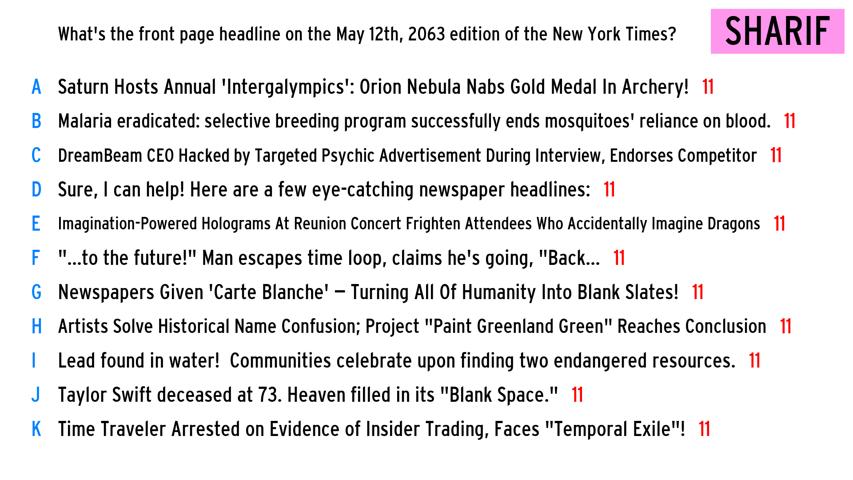 What's the front page headline on the May 12th, 2063 edition of the New York Times?
SHARIF
A Saturn Hosts Annual 'Intergalympics': Orion Nebula Nabs Gold Medal In Archery! 11
B Malaria eradicated: selective breeding program successfully ends mosquitoes' reliance on blood. 11
C DreamBeam CEO Hacked by Targeted Psychic Advertisement During Interview, Endorses Competitor 11
D Sure, I can help! Here are a few eye-catching newspaper headlines: 11
E Imagination-Powered Holograms At Reunion Concert Frighten Attendees Who Accidentally Imagine Dragons 11
F "...to the future!" Man escapes time loop, claims he's going, "Back... 11
G Newspapers Given 'Carte Blanche' – Turning All Of Humanity Into Blank Slates! 11
H Artists Solve Historical Name Confusion; Project "Paint Greenland Green" Reaches Conclusion 11
I Lead found in water!  Communities celebrate upon finding two endangered resources. 11
J Taylor Swift deceased at 73. Heaven filled in its "Blank Space." 11
K Time Traveler Arrested on Evidence of Insider Trading, Faces "Temporal Exile"! 11